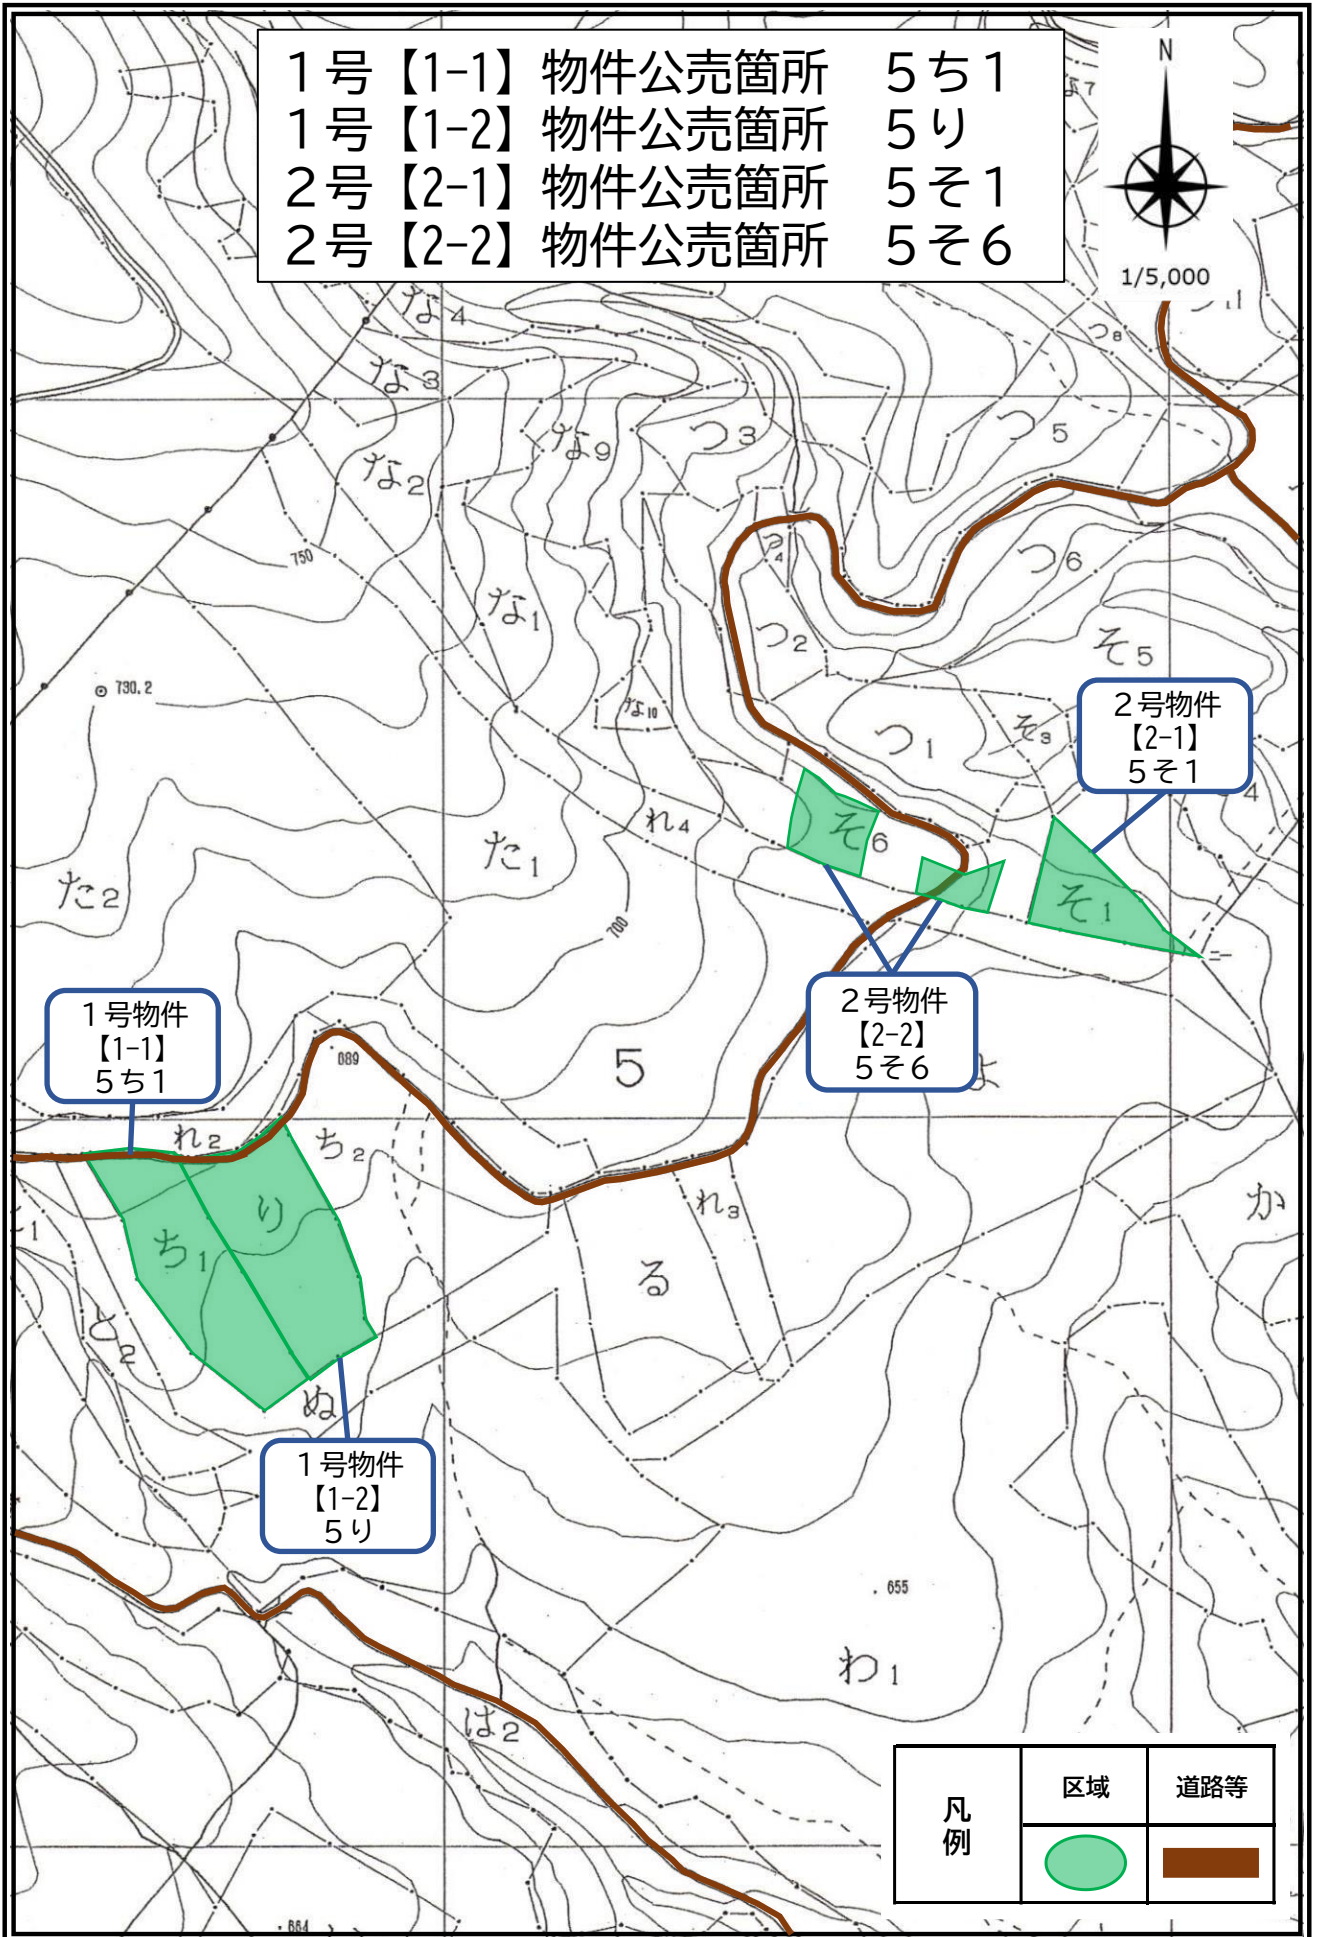 1号【1-1】物件公売箇所　5ち1
1号【1-2】物件公売箇所　5り
2号【2-1】物件公売箇所　5そ1
2号【2-2】物件公売箇所　5そ6
N
1/5,000
な4
つ8
な3
な9
つ3
つ5
な2
750
つ4
つ6
な1
つ2
そ5
730.2
な10
そ3
つ1
2号物件
【2-1】
5そ1
4
れ4
そ6
た1
た2
そ1
700
2号物件
【2-2】
5そ6
1号物件
【1-1】
5ち1
689
5
れ2
ち2
り
れ3
か
ち1
る
と2
ぬ
1号物件
【1-2】
5り
655
わ1
は2
凡例
区域
道路等
664